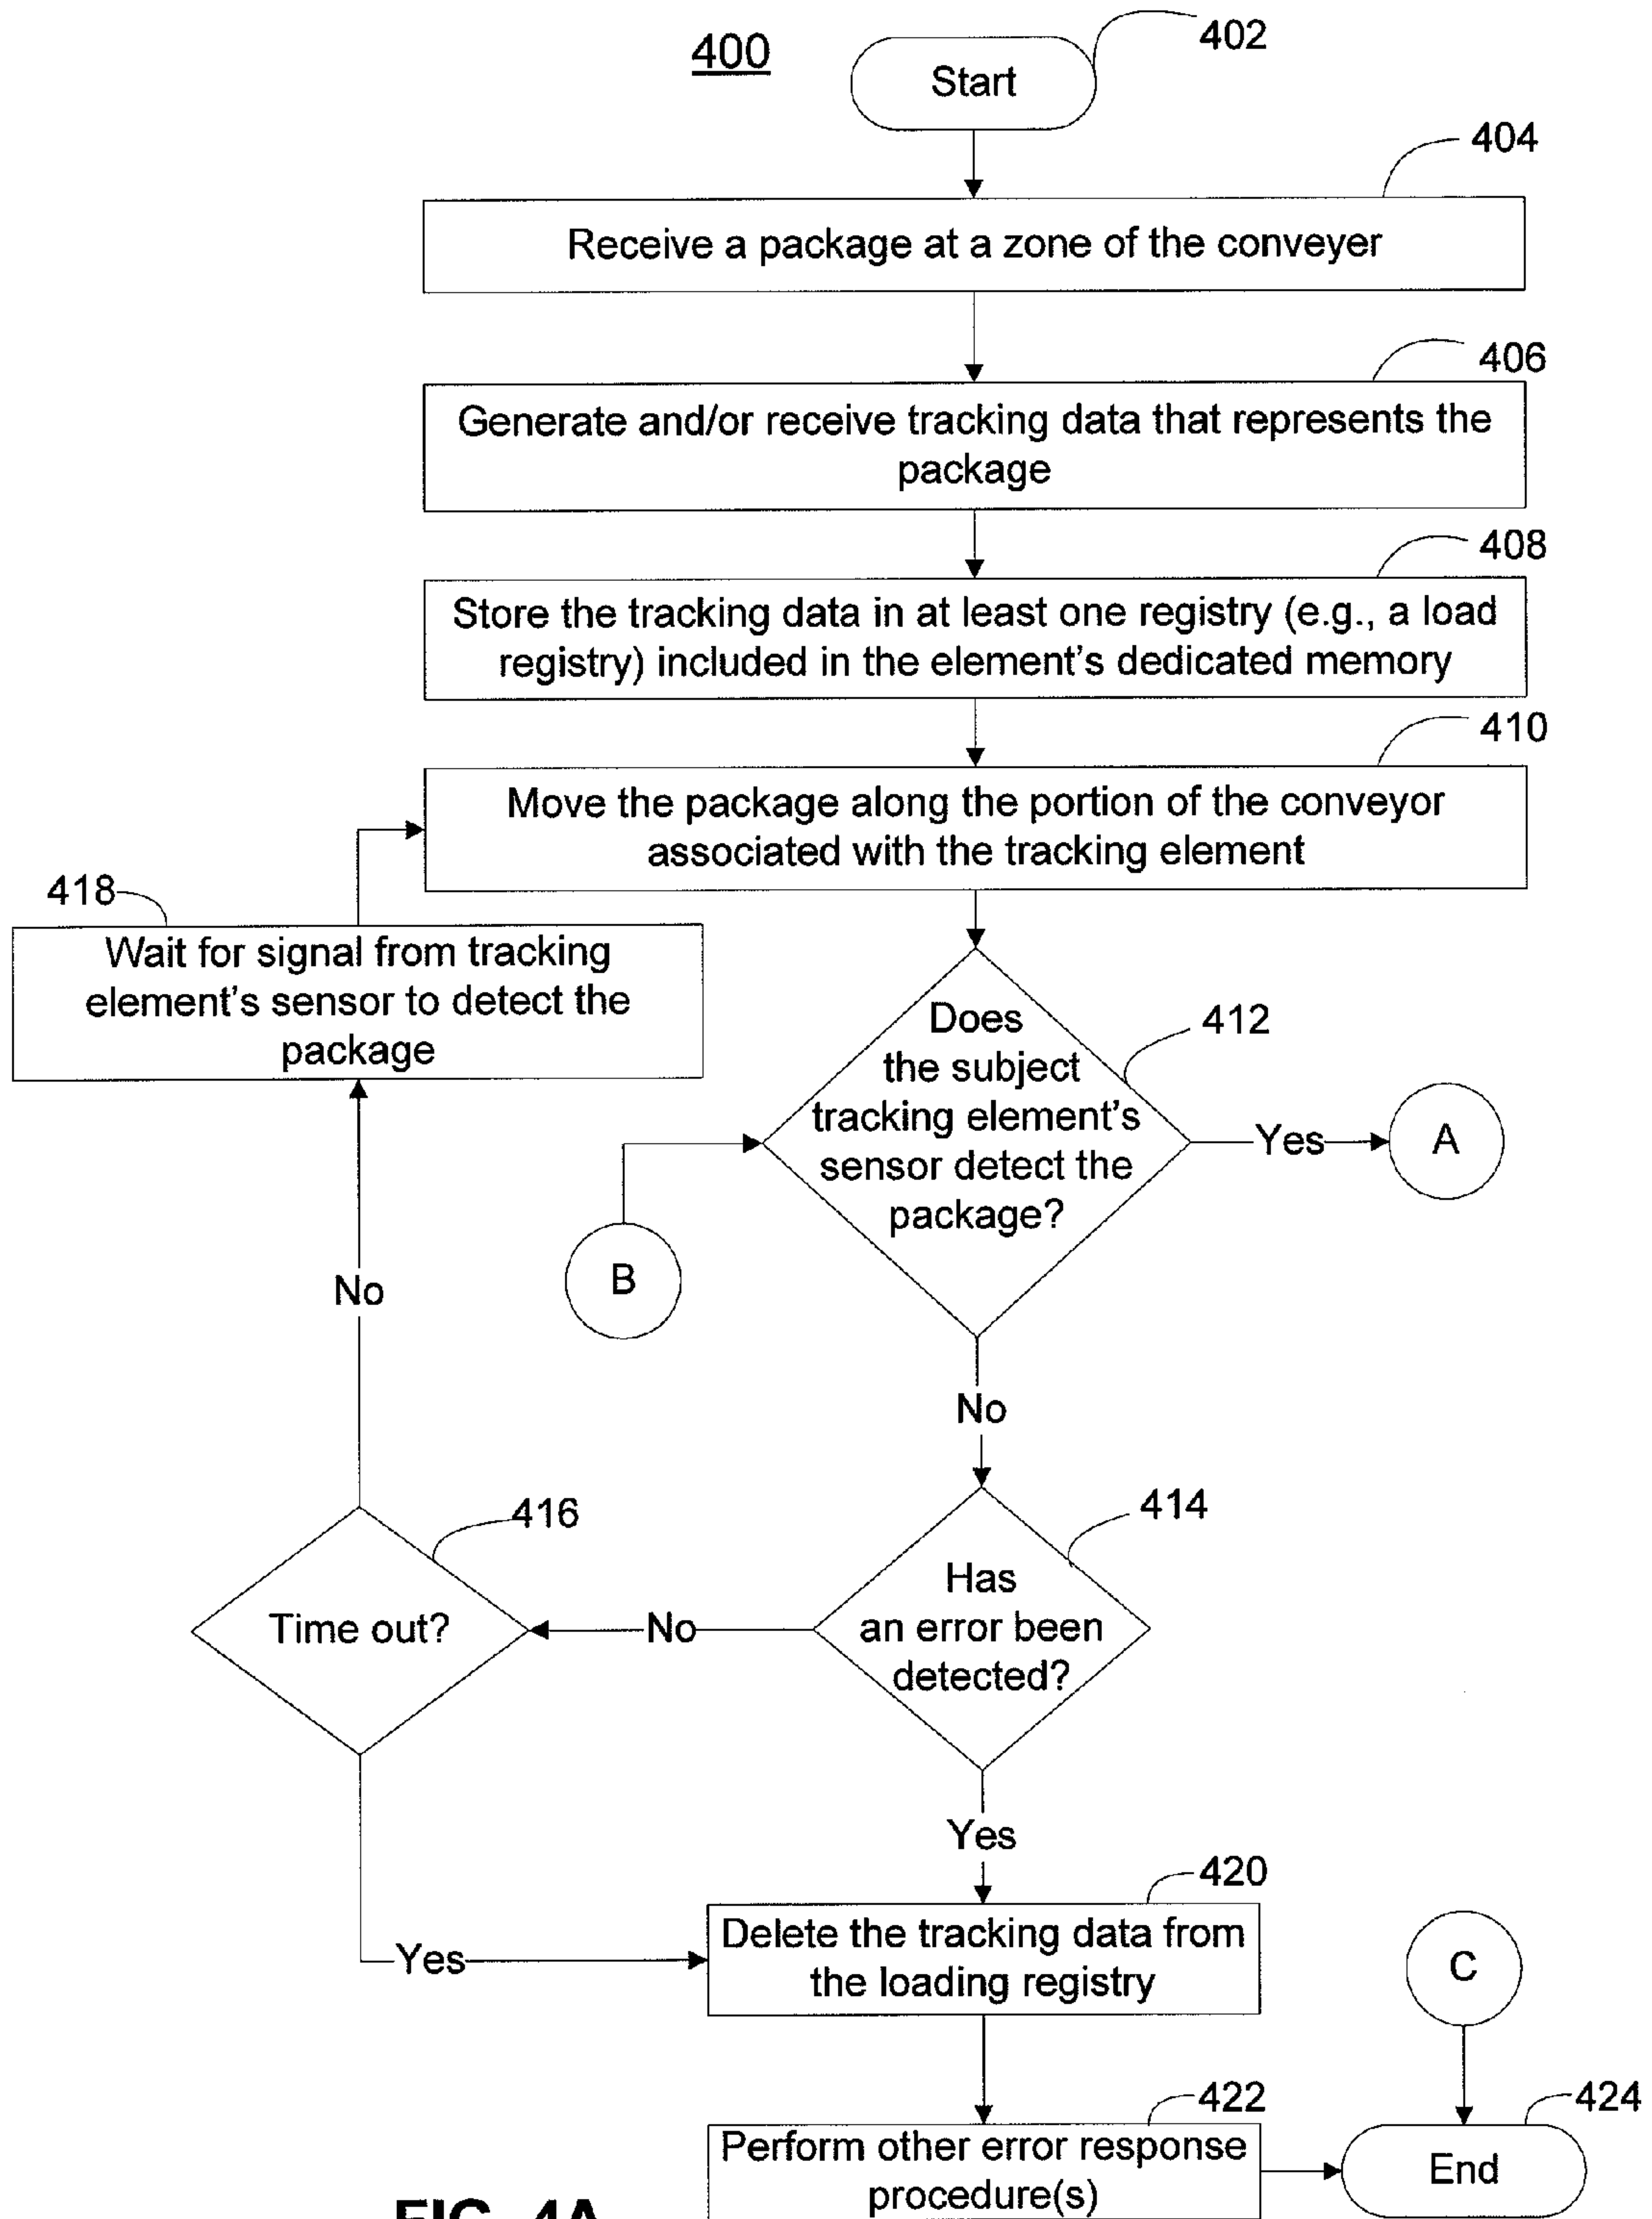 400
402
Start
404
Receive a package at a zone of the conveyer
406
Generate and/or receive tracking data that represents the
package
408
Store the tracking data in at least one registry (e.g., a load
registry) included in the element's dedicated memory
410
Move the package along the portion of the conveyor
associated with the tracking element
418
Wait for signal from tracking
element's sensor to detect the
package
412
Does
the subject
tracking element's
sensor detect the
package?
Yes
A
B
No
No
414
416
Has
an error been
detected?
No
Time out?
Yes
420
Delete the tracking data from
the loading registry
Yes
C
422
424
Perform other error response
procedure(s)
End
FIG. 4A